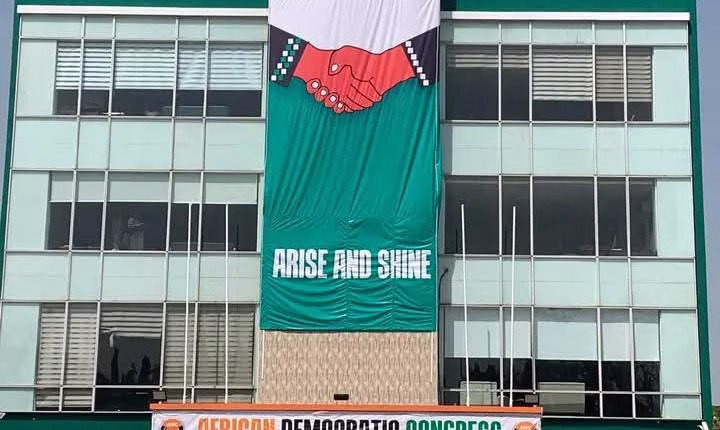 ARISE AND SHINE
AFRICAN DEMOCRATIC CONGRESS